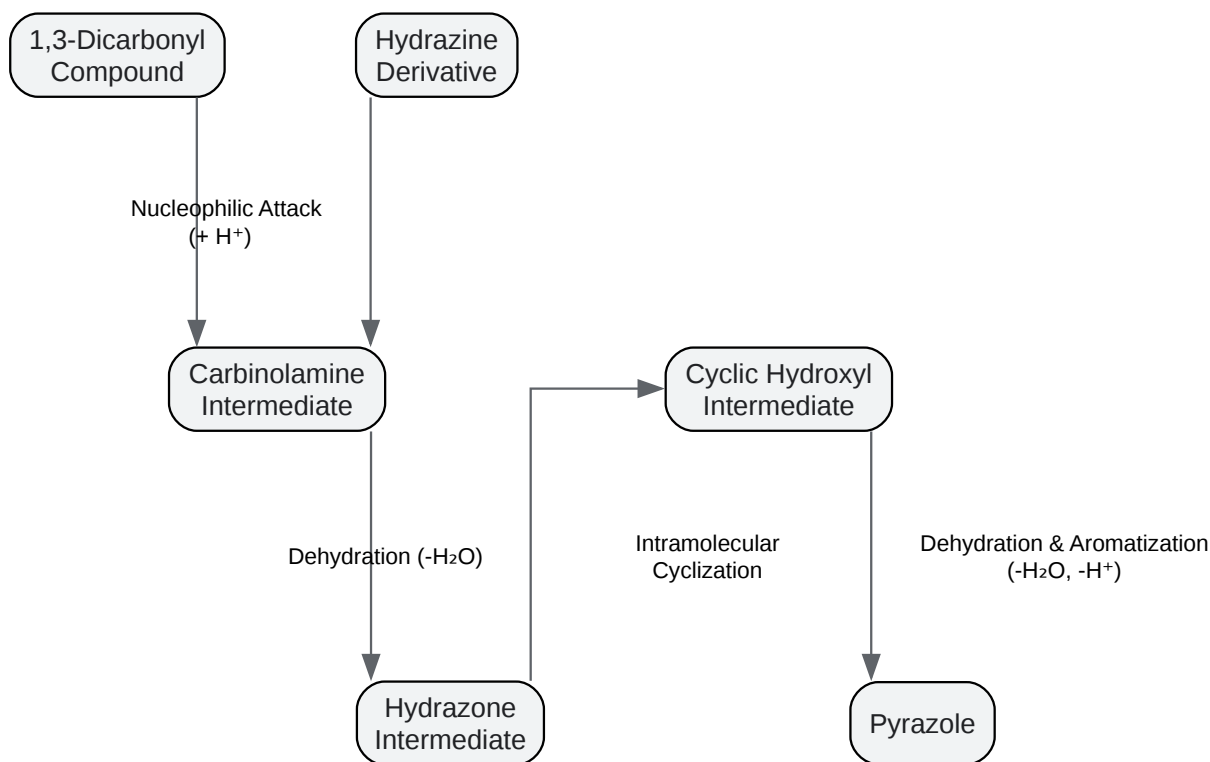 1,3-Dicarbonyl
Compound
Hydrazine
Derivative
Nucleophilic Attack
(+ H⁺)
Carbinolamine
Intermediate
Cyclic Hydroxyl
Intermediate
Dehydration (-H₂O)
Intramolecular
Cyclization
Dehydration & Aromatization
(-H₂O, -H⁺)
Hydrazone
Intermediate
Pyrazole